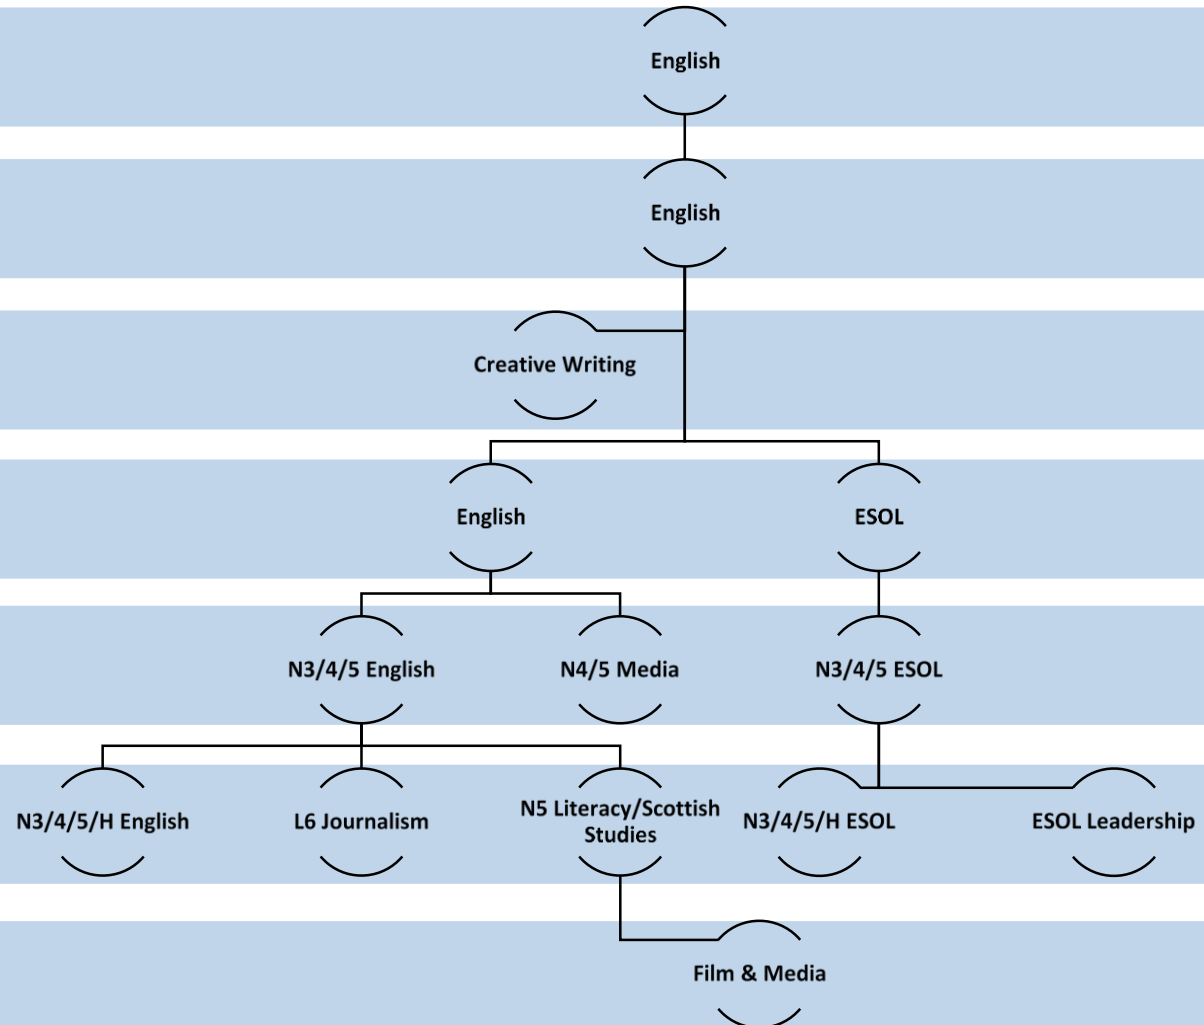 English
English
Creative Writing
English
ESOL
N3/4/5 English
N4/5 Media
N3/4/5 ESOL
N3/4/5/H English
L6 Journalism
N5 Literacy/Scottish
Studies
N3/4/5/H ESOL
ESOL Leadership
Film & Media